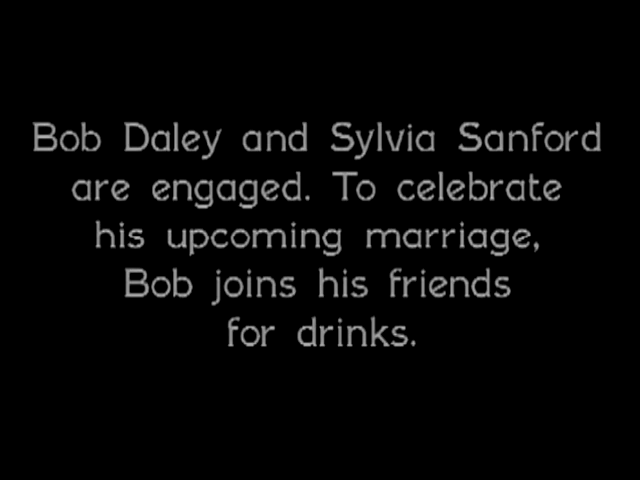 Bob Daley and Sylvia Sanford
are engaged. To celebrate
his upcoming marriage,
Bob joins his friends
for drinks.